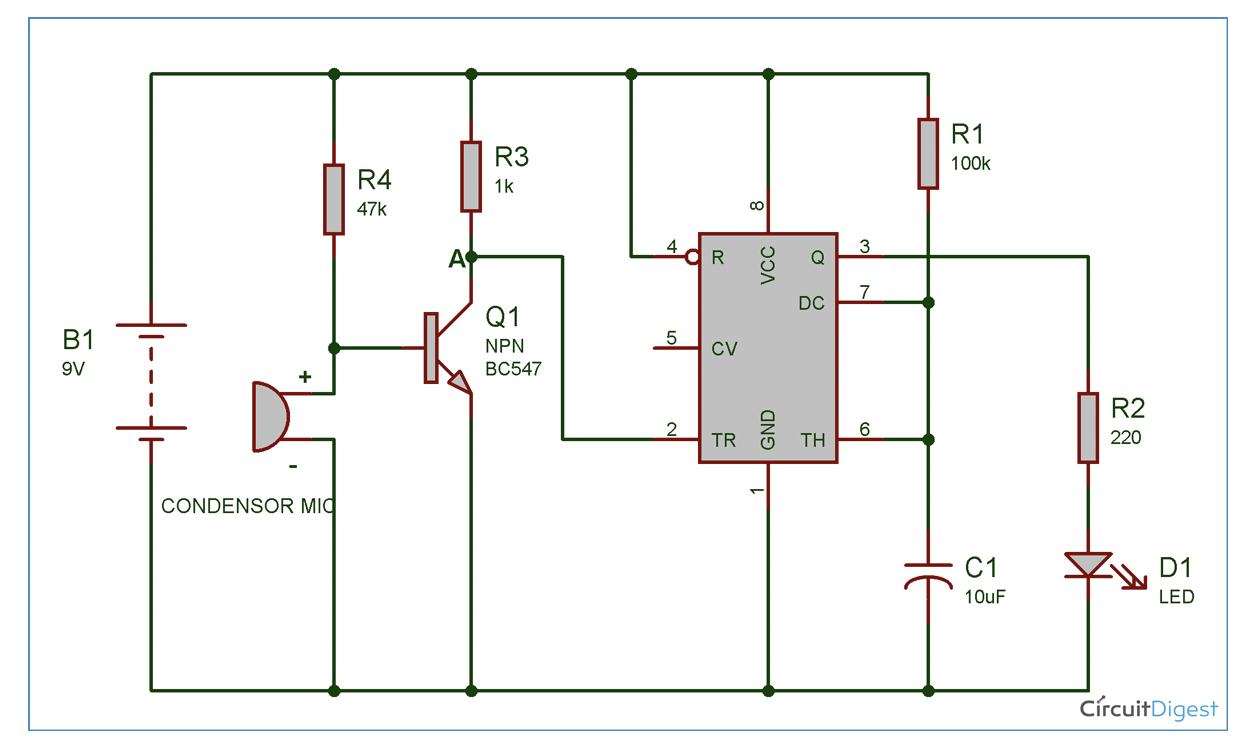 R1
100k
R3
1k
R4
47k
8
A
4
R
VCC
Q
3
DC
7
Q1
NPN
BC547
B1
9V
5
CV
+
R2
220
2
TR
GND
TH
6
-
1
CONDENSOR MIC
C1
10uF
D1
LED
CircuitDigest